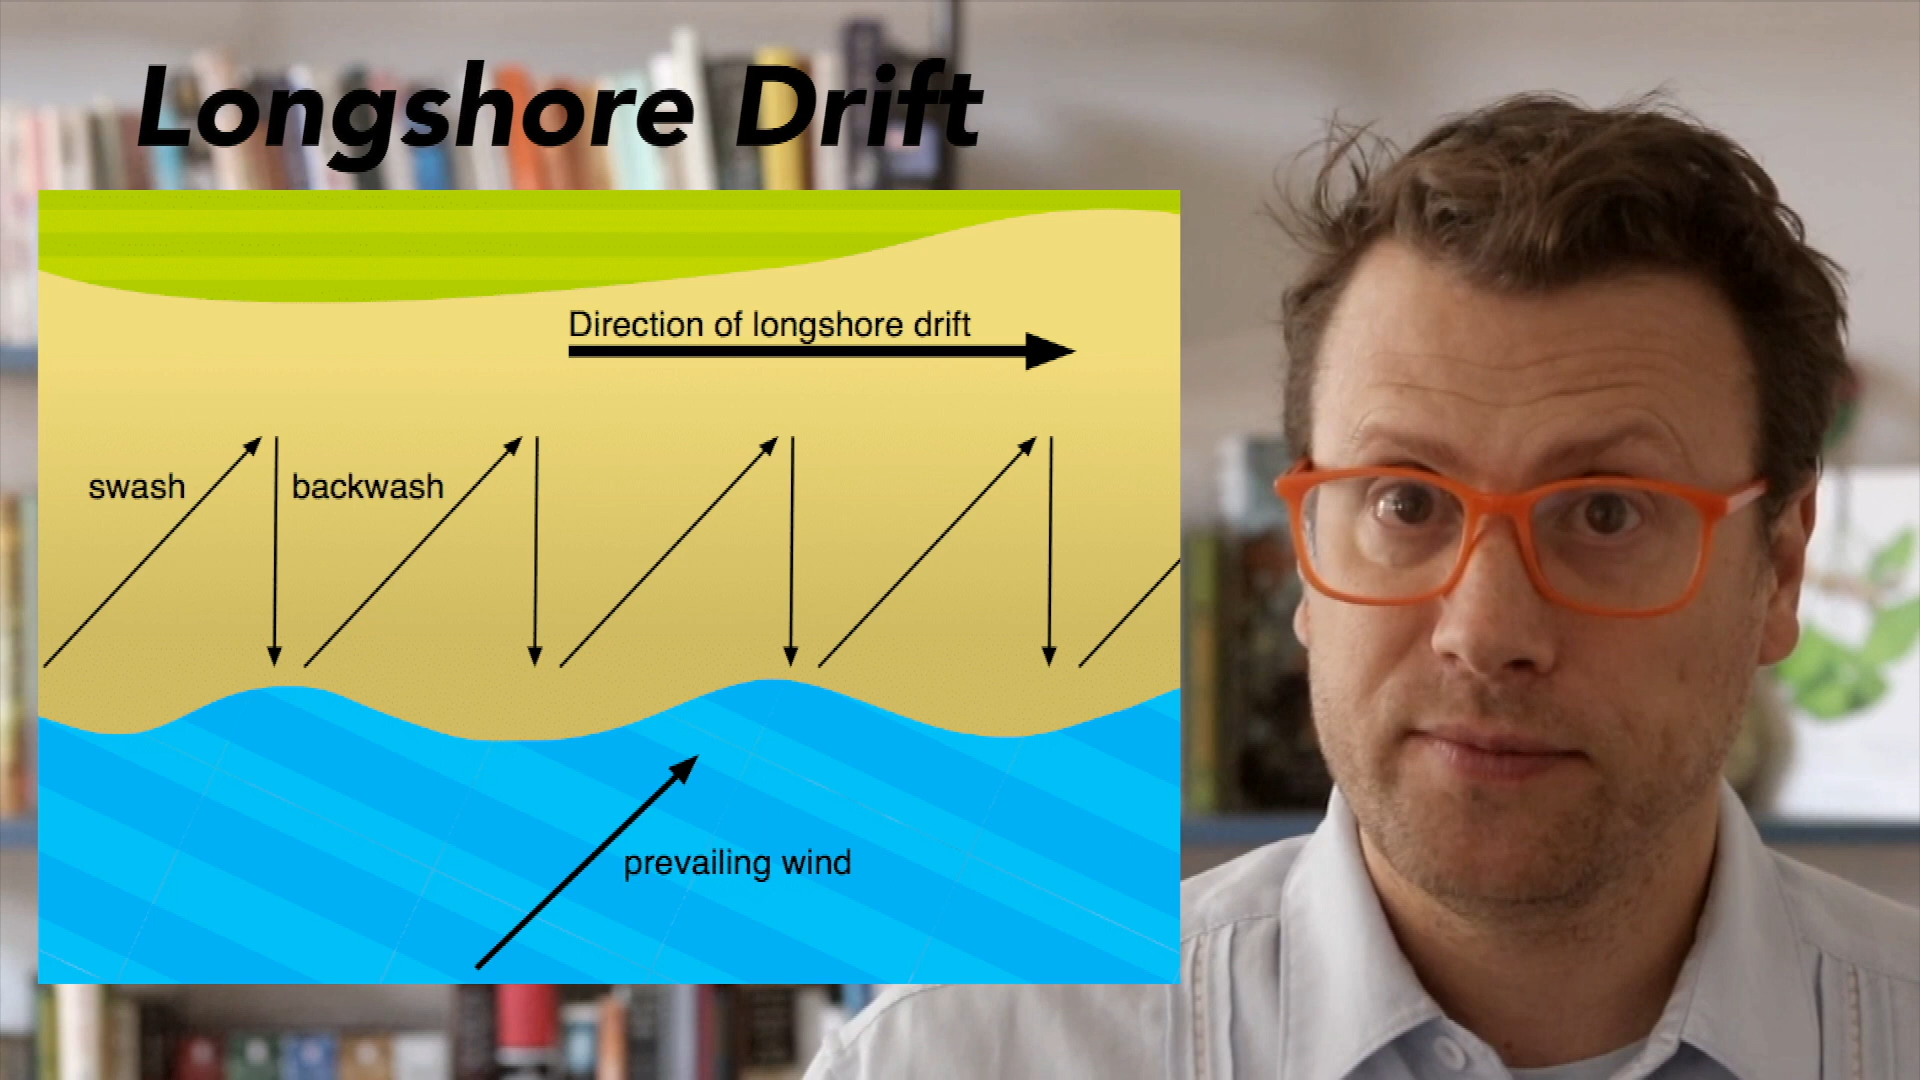 Longshore Drift
Direction of longshore drift
swash
backwash
prevailing wind